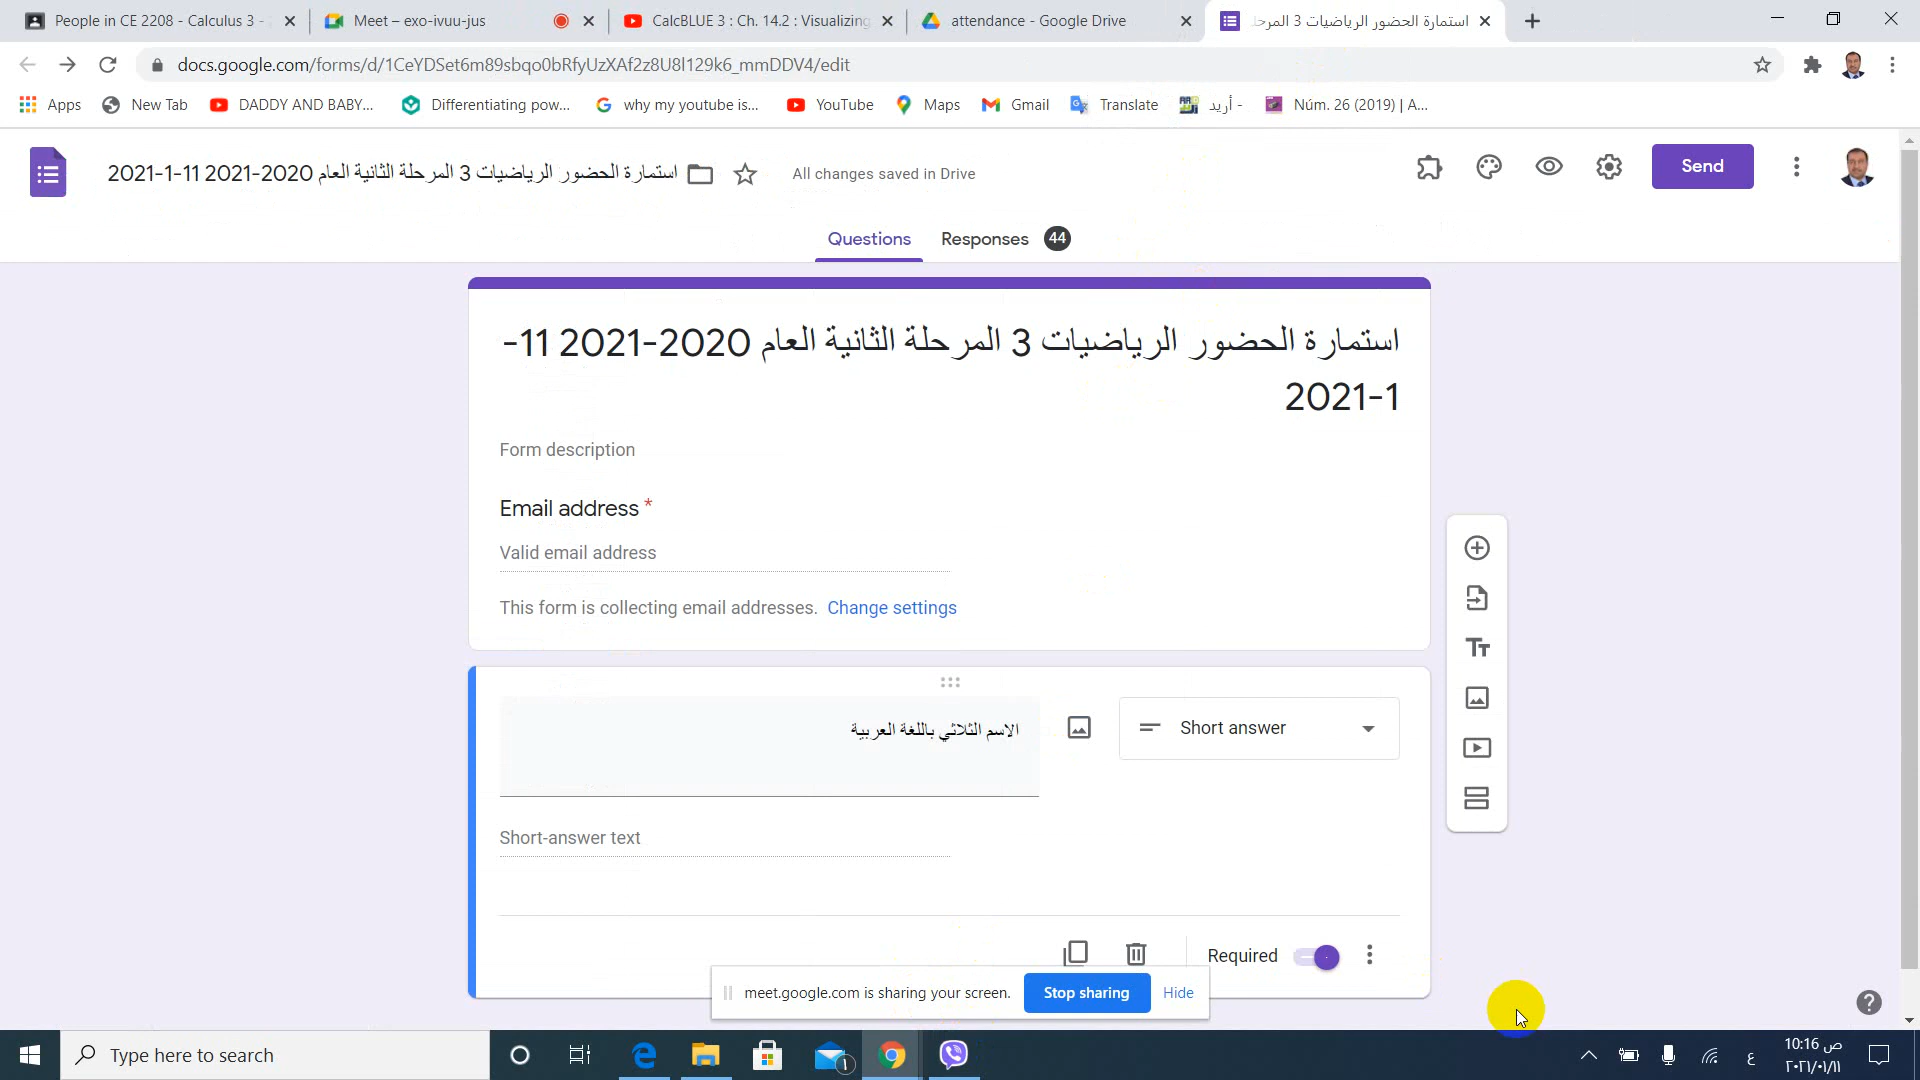 People in CE 2208 - Calculus 3 -
Meet – exo-ivuu-jus
CalcBLUE 3 : Ch. 14.2 : Visualizing
attendance - Google Drive
استمارة الحضور الرياضيات 3 المرحلة
docs.google.com/forms/d/1CeYDSet6m89sbqo0bRfyUzXAf2z8U8l129k6_mmDDV4/edit
Apps
New Tab
DADDY AND BABY...
Differentiating pow...
why my youtube is...
YouTube
Maps
Gmail
Translate
أريد -
Núm. 26 (2019) | A...
استمارة الحضور الرياضيات 3 المرحلة الثانية العام 2020-2021 11-1-2021
All changes saved in Drive
Send
Questions
Responses 44
استمارة الحضور الرياضيات 3 المرحلة الثانية العام 2020-2021 11-
1-2021
Form description
Email address *
Valid email address
This form is collecting email addresses. Change settings
الاسم الثلاثي باللغة العربية
Short answer
Short-answer text
Required
meet.google.com is sharing your screen.
Stop sharing
Hide
Type here to search
١
ع
10:16 ص
٢٠٢١/٠١/١١